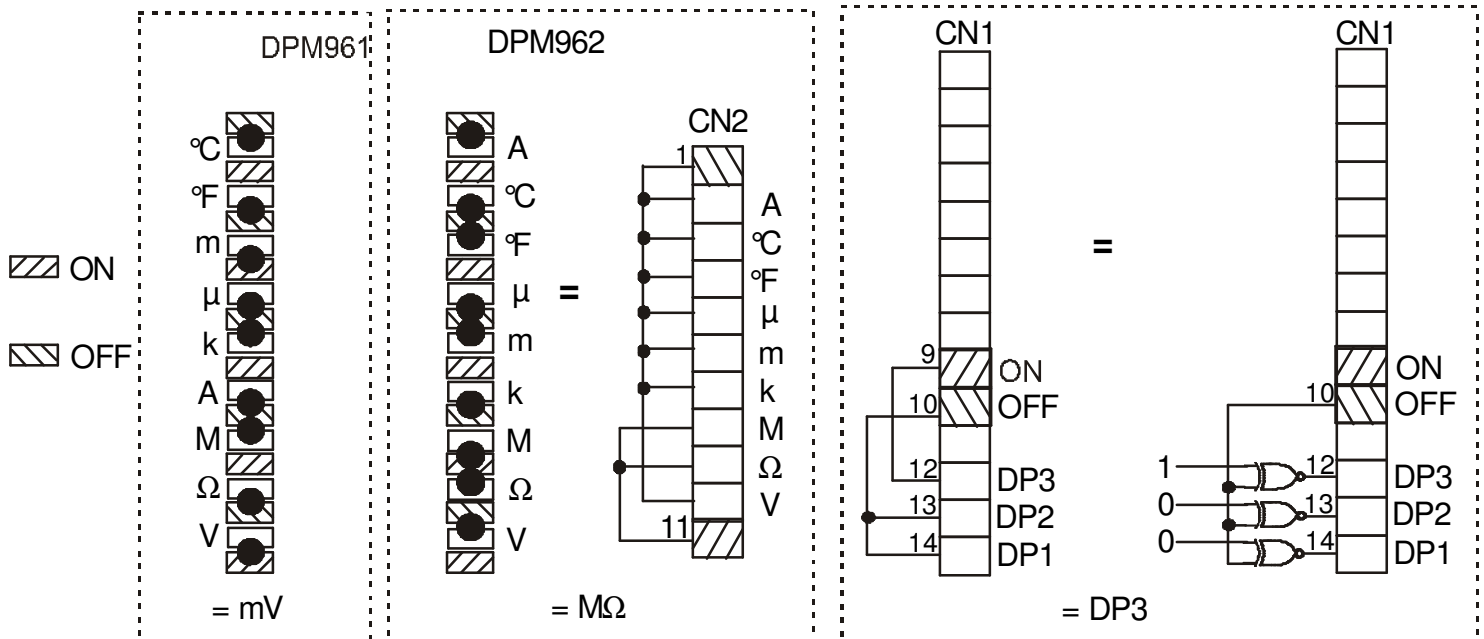 ON
OFF
DPM961
°C
°F
m
µ
k
A
M
Ω
V
= mV
DPM962
A
°C
°F
µ
m
k
M
Ω
V
=
CN2
1
A
°C
°F
µ
m
k
M
Ω
V
11
= MΩ
CN1
9 ON
10 OFF
12 DP3
13 DP2
14 DP1
=
CN1
ON
10 OFF
1 12 DP3
0 13 DP2
0 14 DP1
= DP3